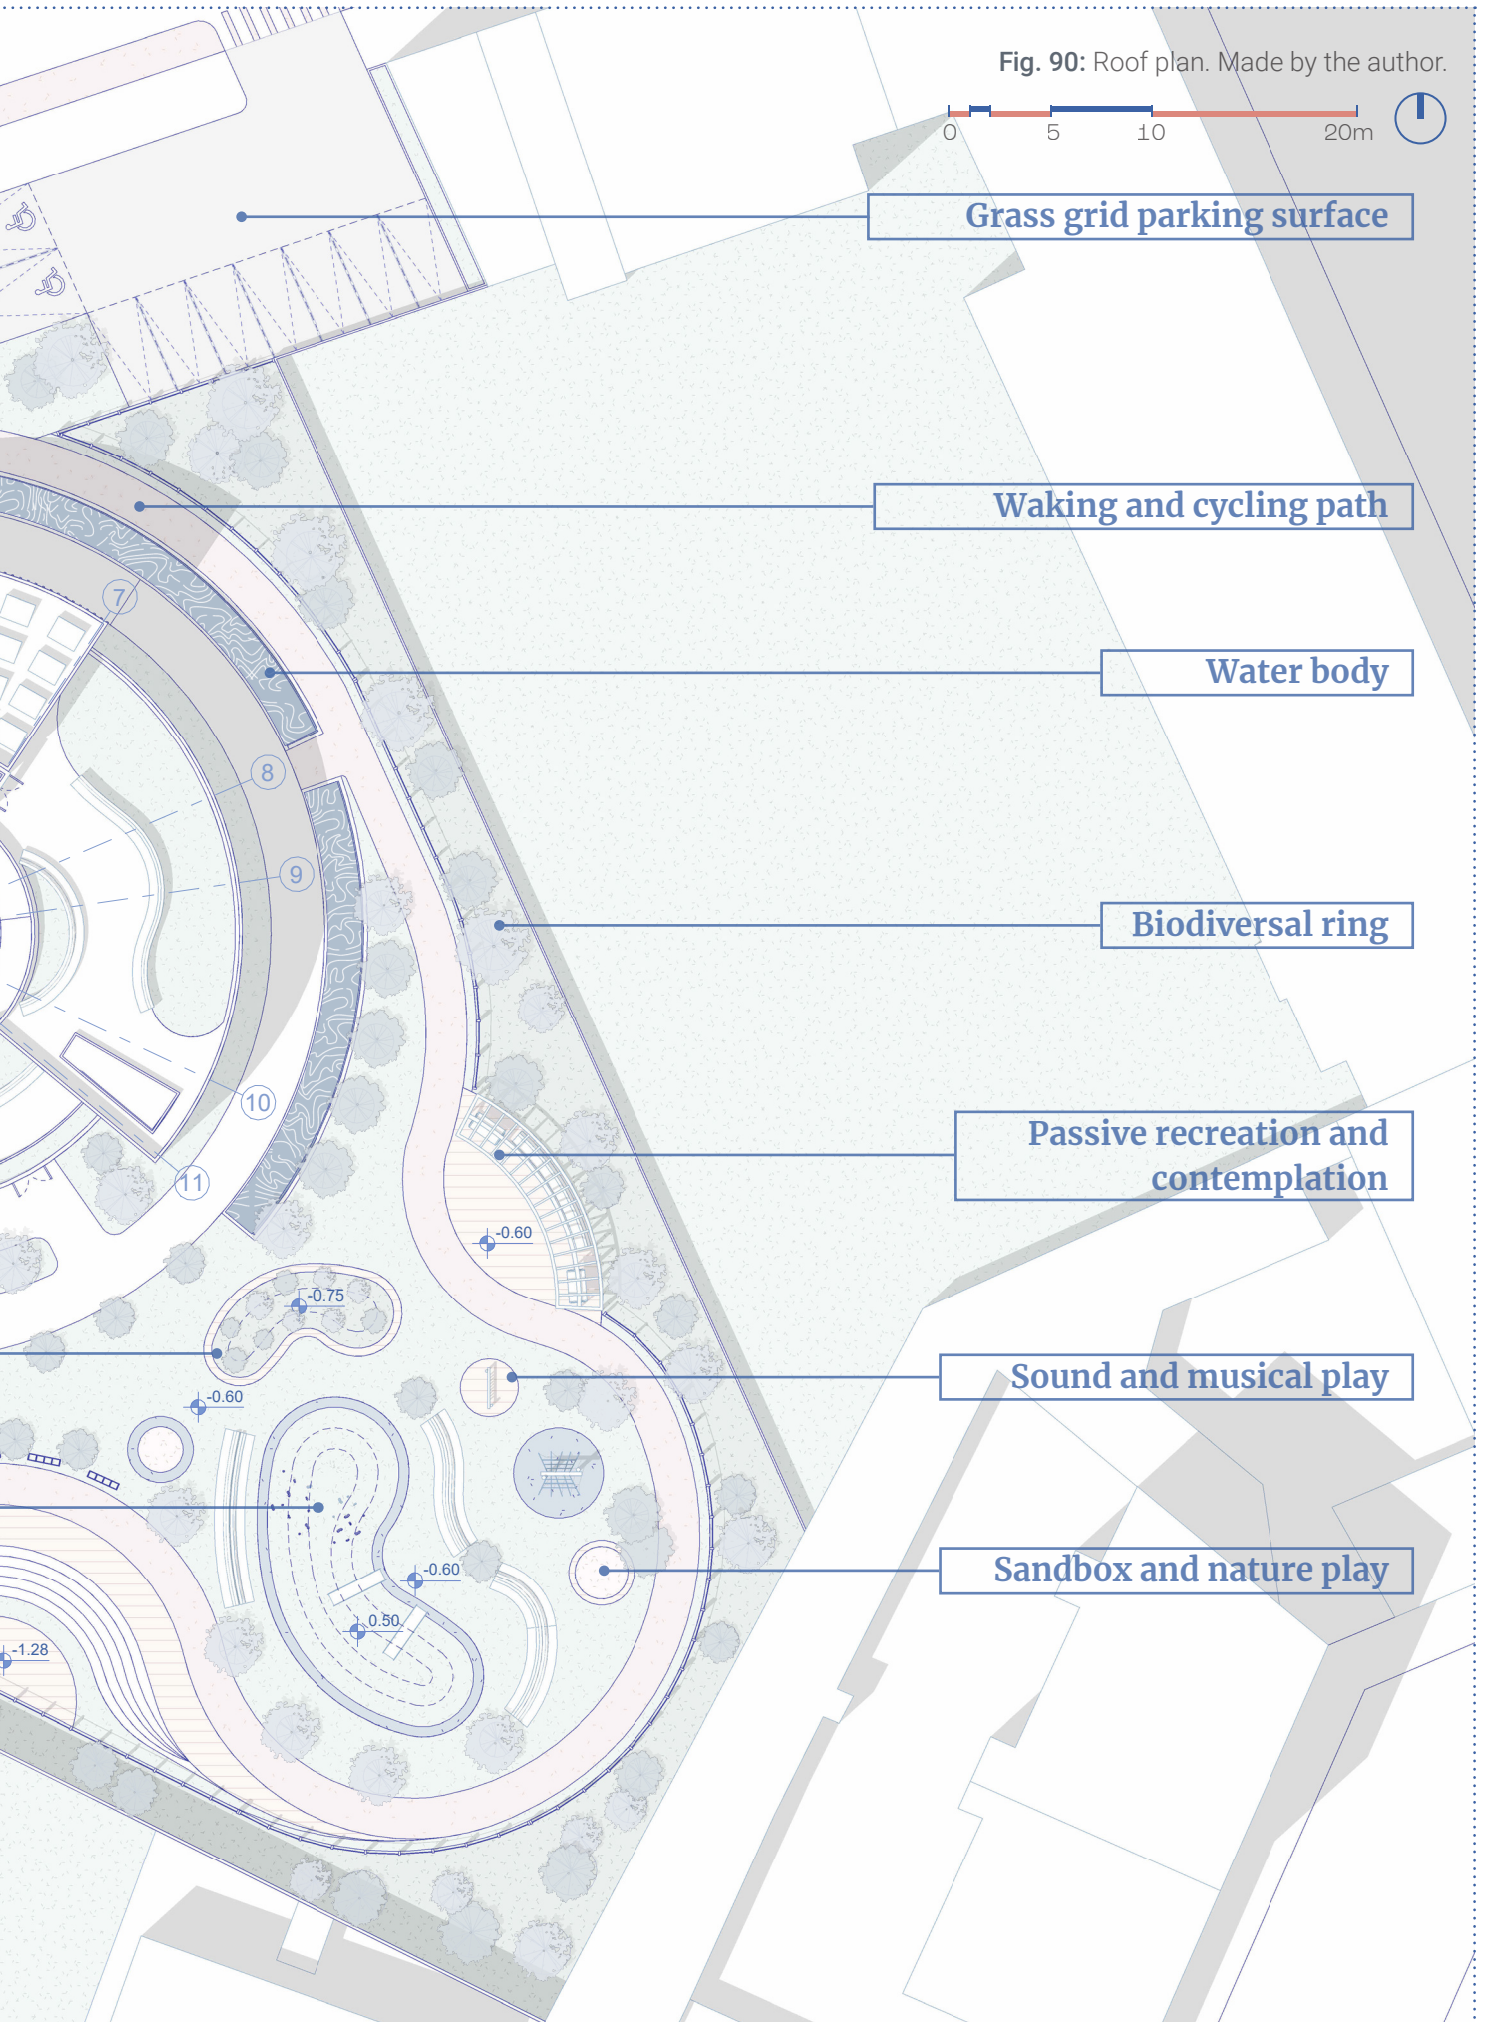 Fig. 90: Roof plan. Made by the author.
0 5 10 20m
Grass grid parking surface
Waking and cycling path
7
Water body
8
9
Biodiversal ring
10
Passive recreation and
contemplation
11
-0.60
-0.75
Sound and musical play
-0.60
Sandbox and nature play
-0.60
0.50
-1.28